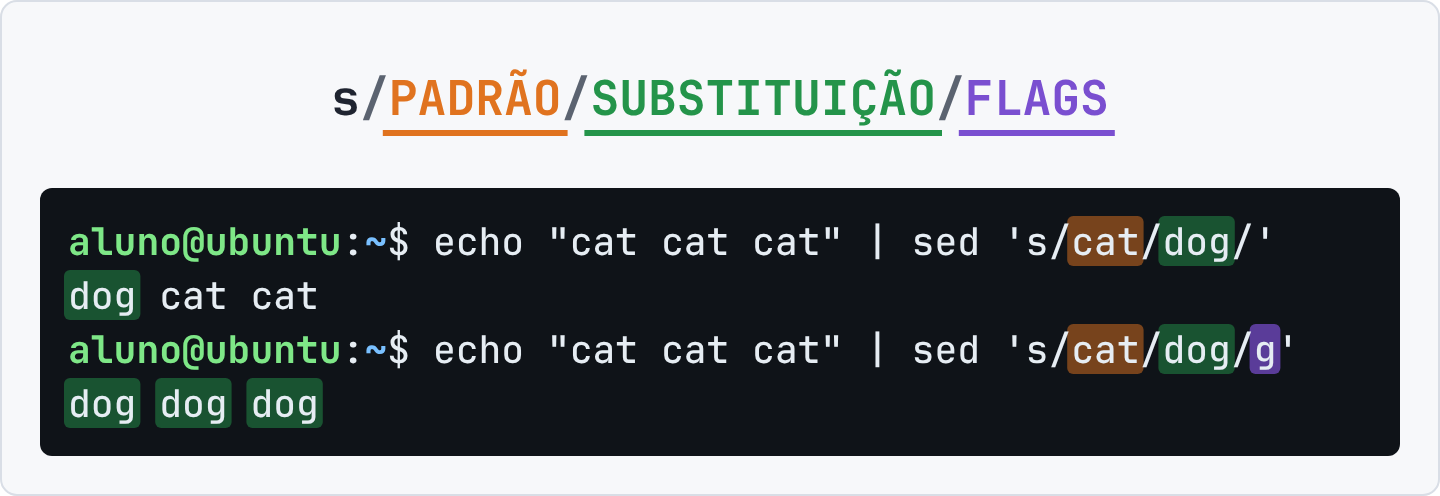 s/PADRÃO/SUBSTITUIÇÃO/FLAGS
aluno@ubuntu:~$ echo "cat cat cat" | sed 's/cat/dog/'
dog cat cat
aluno@ubuntu:~$ echo "cat cat cat" | sed 's/cat/dog/g'
dog dog dog